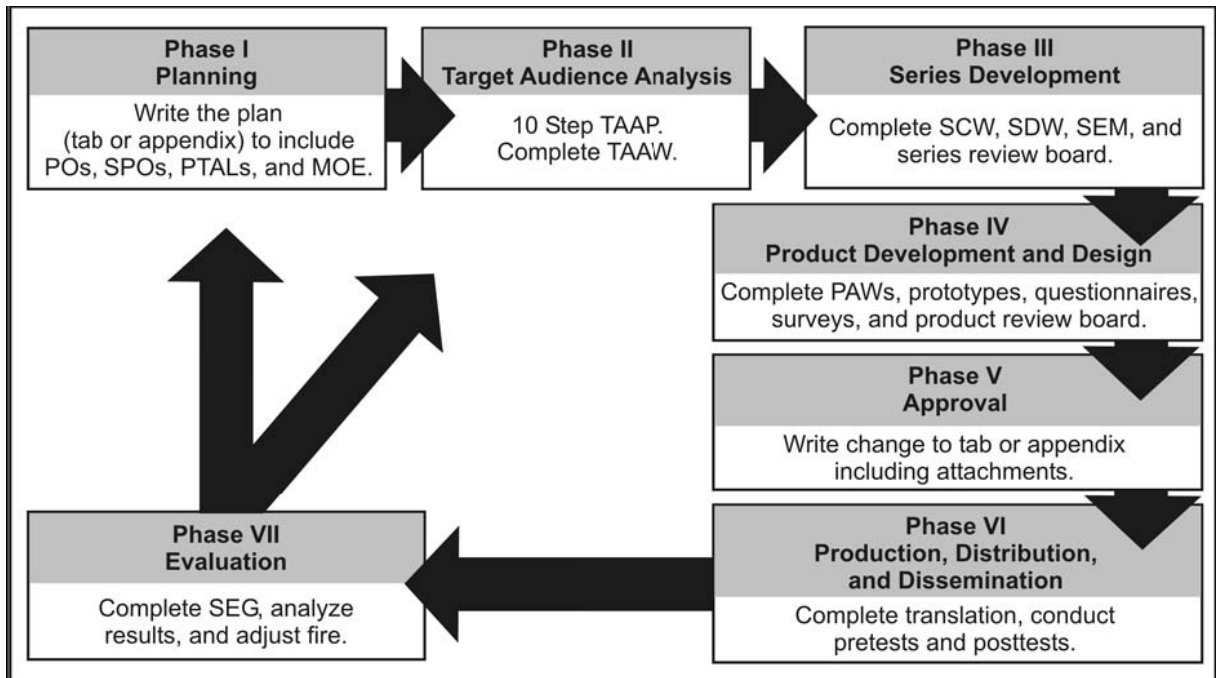 Phase I
Planning
Write the plan
(tab or appendix) to include
POs, SPOs, PTALs, and MOE.
Phase II
Target Audience Analysis
10 Step TAAP.
Complete TAAW.
Phase III
Series Development
Complete SCW, SDW, SEM, and
series review board.
Phase IV
Product Development and Design
Complete PAWs, prototypes, questionnaires,
surveys, and product review board.
Phase V
Approval
Write change to tab or appendix
including attachments.
Phase VI
Production, Distribution,
and Dissemination
Complete translation, conduct
pretests and posttests.
Phase VII
Evaluation
Complete SEG, analyze
results, and adjust fire.